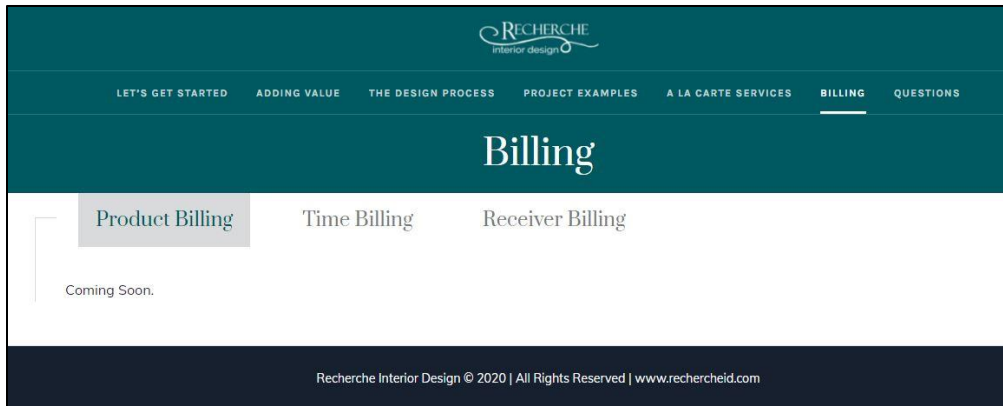 RECHERCHE
interior design
LET'S GET STARTED ADDING VALUE THE DESIGN PROCESS PROJECT EXAMPLES A LA CARTE SERVICES BILLING QUESTIONS
Billing
Product Billing Time Billing Receiver Billing
Coming Soon.
Recherche Interior Design © 2020 | All Rights Reserved | www.rechercheid.com